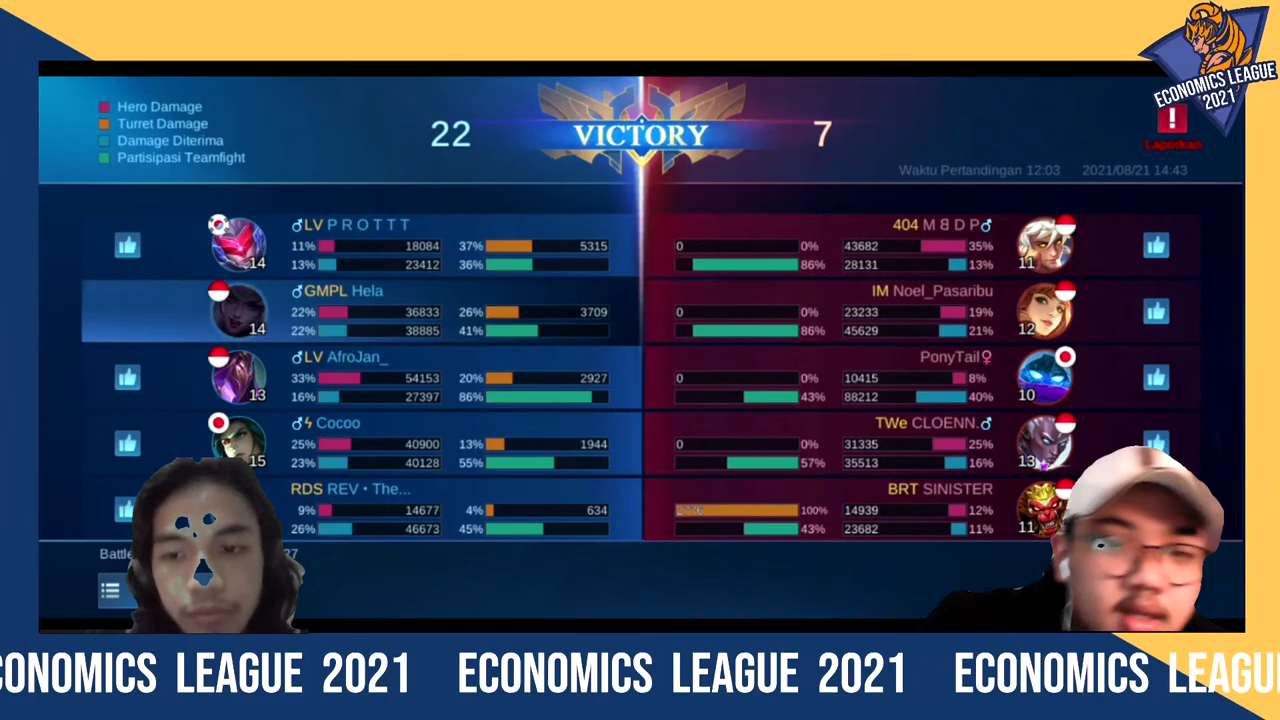 ECONOMICS LEAGUE
2021
Hero Damage
Turret Damage
Damage Diterima
Partisipasi Teamfight
22
VICTORY
7
!
Laporkan
Waktu Pertandingan 12:03 2021/08/21 14:43
LV P R O T T T
11% 18084 37% 5315
13% 23412 36%
14
404 M B D P
0 0% 43682 35%
86% 28131 13%
11
GMPL Hela
22% 36833 26% 3709
22% 38885 41%
14
IM Noel_Pasaribu
0 0% 23233 19%
86% 45629 21%
12
LV AfroJan_
33% 54153 20% 2927
16% 27397 86%
13
PonyTail
0 0% 10415 8%
43% 88212 40%
10
Cocoo
25% 40900 13% 1944
23% 40128 55%
15
TWe CLOENN.
0 0% 31335 25%
57% 35513 16%
13
RDS REV • The...
9% 14677 4% 634
26% 46673 45%
BRT SINISTER
2776 100% 14939 12%
43% 23682 11%
11
Battle
27
CONOMICS LEAGUE 2021 ECONOMICS LEAGUE 2021 ECONOMICS LEAGU